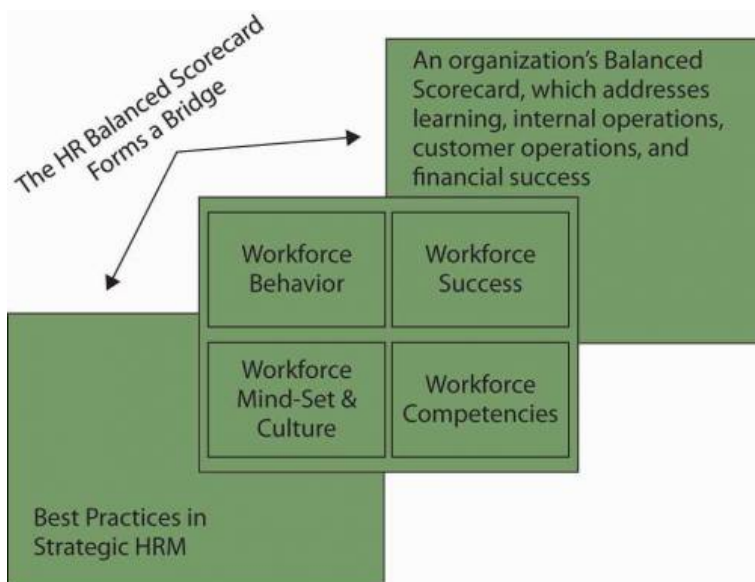 The HR Balanced Scorecard
Forms a Bridge
An organization's Balanced
Scorecard, which addresses
learning, internal operations,
customer operations, and
financial success
Workforce
Behavior
Workforce
Success
Workforce
Mind-Set &
Culture
Workforce
Competencies
Best Practices in
Strategic HRM